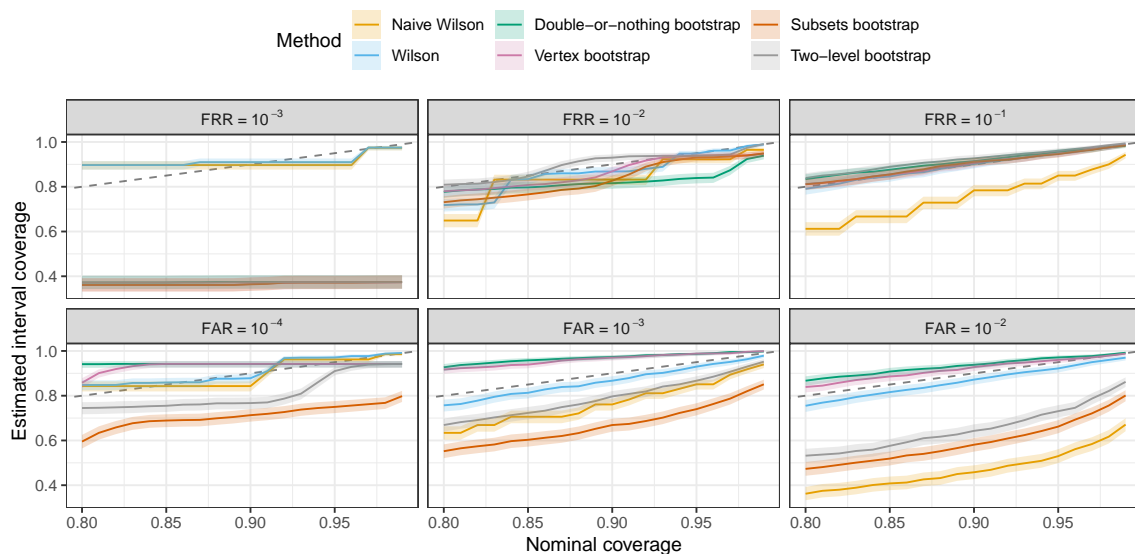 Method
Naive Wilson
Double−or−nothing bootstrap
Subsets bootstrap
Wilson
Vertex bootstrap
Two−level bootstrap
FRR = 10⁻³
FRR = 10⁻²
FRR = 10⁻¹
1.0
0.8
0.6
0.4
FAR = 10⁻⁴
FAR = 10⁻³
FAR = 10⁻²
1.0
0.8
0.6
0.4
Estimated interval coverage
0.80 0.85 0.90 0.95
0.80 0.85 0.90 0.95
0.80 0.85 0.90 0.95
Nominal coverage